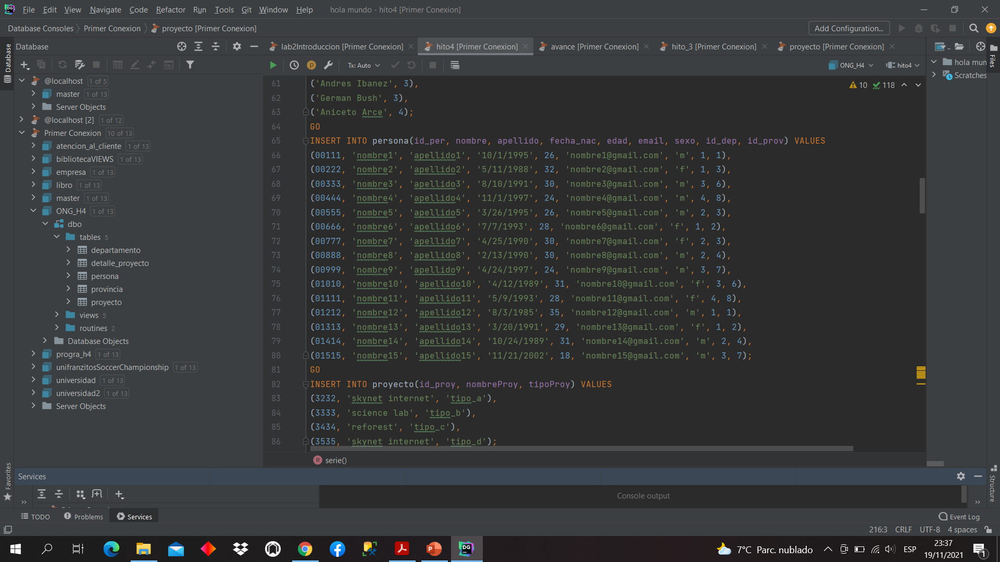 DG File Edit View Navigate Code Refactor Run Tools Git Window Help hola mundo - hito4 [Primer Conexion]
Database Consoles Primer Conexion proyecto [Primer Conexion] Add Configuration...
Database
lab2Introduccion [Primer Conexion] hito4 [Primer Conexion] avance [Primer Conexion] hito_3 [Primer Conexion] proyecto [Primer Conexion]
Tx: Auto ONG_H4 hito4
Database
Files
hola mun
Scratches
@localhost 1 of 5
master 1 of 13
Server Objects
@localhost [2] 1 of 12
Primer Conexion 10 of 13
atencion_al_cliente 1 of 13
bibliotecaVIEWS 1 of 13
empresa 1 of 13
libro 1 of 13
master 1 of 13
ONG_H4 1 of 13
dbo
tables 5
departamento
detalle_proyecto
persona
provincia
proyecto
views 5
routines 2
Database Objects
progra_h4 1 of 13
unifranzitosSoccerChampionship 1 of 13
universidad 1 of 13
universidad2 1 of 13
Server Objects
10 118
61 ('Andres Ibanez', 3),
62 ('German Bush', 3),
63 ('Aniceto Arce', 4);
64 GO
65 INSERT INTO persona(id_per, nombre, apellido, fecha_nac, edad, email, sexo, id_dep, id_prov) VALUES
66 (00111, 'nombre1', 'apellido1', '10/1/1995', 26, 'nombre1@gmail.com', 'm', 1, 1),
67 (00222, 'nombre2', 'apellido2', '5/11/1988', 32, 'nombre2@gmail.com', 'f', 1, 3),
68 (00333, 'nombre3', 'apellido3', '8/10/1991', 30, 'nombre3@gmail.com', 'm', 3, 6),
69 (00444, 'nombre4', 'apellido4', '11/1/1997', 24, 'nombre4@gmail.com', 'm', 4, 8),
70 (00555, 'nombre5', 'apellido5', '3/26/1995', 26, 'nombre5@gmail.com', 'm', 2, 3),
71 (00666, 'nombre6', 'apellido6', '7/7/1993', 28, 'nombre6@gmail.com', 'f', 1, 2),
72 (00777, 'nombre7', 'apellido7', '4/25/1990', 30, 'nombre7@gmail.com', 'f', 2, 3),
73 (00888, 'nombre8', 'apellido8', '2/13/1990', 30, 'nombre8@gmail.com', 'm', 2, 4),
74 (00999, 'nombre9', 'apellido9', '4/24/1997', 24, 'nombre9@gmail.com', 'm', 3, 7),
75 (01010, 'nombre10', 'apellido10', '4/12/1989', 31, 'nombre10@gmail.com', 'f', 3, 6),
76 (01111, 'nombre11', 'apellido11', '5/9/1993', 28, 'nombre11@gmail.com', 'f', 4, 8),
77 (01212, 'nombre12', 'apellido12', '8/3/1985', 35, 'nombre12@gmail.com', 'm', 1, 1),
78 (01313, 'nombre13', 'apellido13', '3/20/1991', 29, 'nombre13@gmail.com', 'f', 1, 2),
79 (01414, 'nombre14', 'apellido14', '10/24/1989', 31, 'nombre14@gmail.com', 'm', 2, 4),
80 (01515, 'nombre15', 'apellido15', '11/21/2002', 18, 'nombre15@gmail.com', 'm', 3, 7);
81 GO
82 INSERT INTO proyecto(id_proy, nombreProy, tipoProy) VALUES
83 (3232, 'skynet internet', 'tipo_a'),
84 (3333, 'science lab', 'tipo_b'),
85 (3434, 'reforest', 'tipo_c'),
86 (3535, 'skynet internet', 'tipo_d');
R serie()
Favorites
Services
Structure
Console output
TODO Problems Services Event Log
216:3 CRLF UTF-8 4 spaces
DG 7°C Parc. nublado ESP 23:37
19/11/2021 1